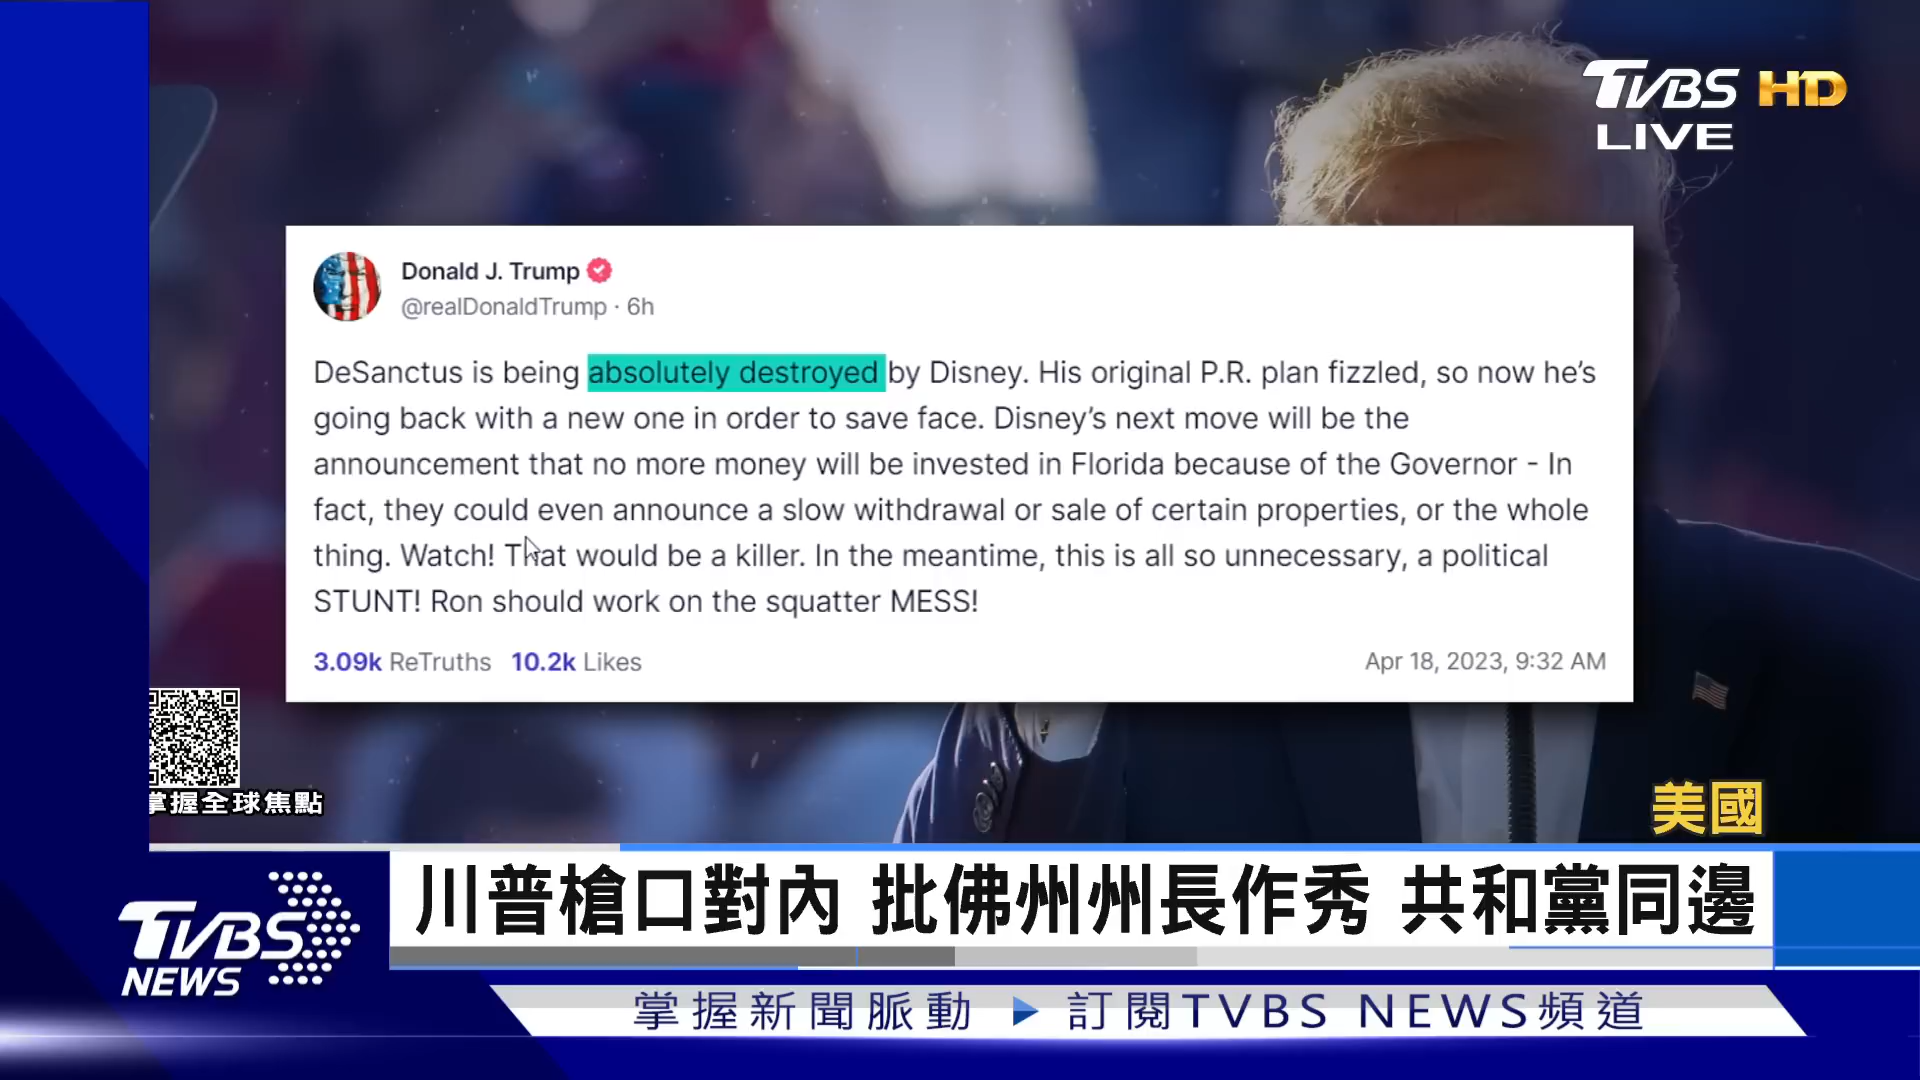 TVBS HD
LIVE
Donald J. Trump
@realDonaldTrump · 6h
DeSanctus is being absolutely destroyed by Disney. His original P.R. plan fizzled, so now he's
going back with a new one in order to save face. Disney's next move will be the
announcement that no more money will be invested in Florida because of the Governor - In
fact, they could even announce a slow withdrawal or sale of certain properties, or the whole
thing. Watch! That would be a killer. In the meantime, this is all so unnecessary, a political
STUNT! Ron should work on the squatter MESS!
3.09k ReTruths 10.2k Likes
Apr 18, 2023, 9:32 AM
掌握全球焦點
美國
川普槍口對內 批佛州州長作秀 共和黨同邊
TVBS
NEWS
掌握新聞脈動 ▶ 訂閱TVBS NEWS頻道